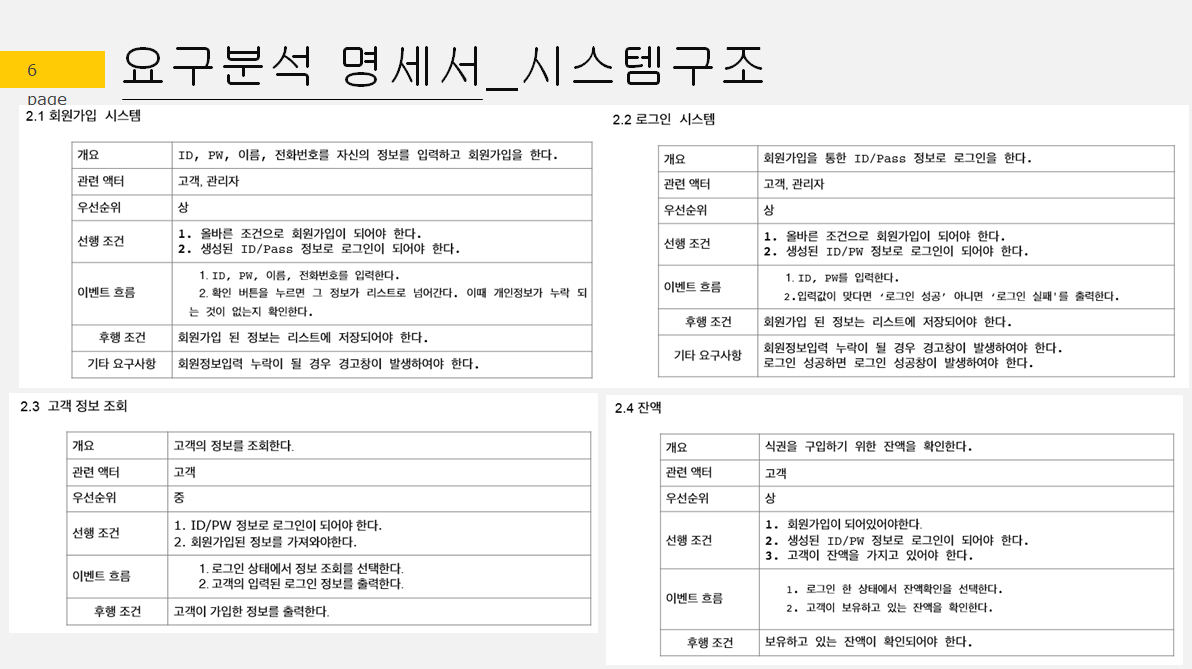 6
page
요구분석 명세서_시스템구조
2.1 회원가입 시스템
개요 ID, PW, 이름, 전화번호를 자신의 정보를 입력하고 회원가입을 한다.
관련 액터 고객, 관리자
우선순위 상
선행 조건 1. 올바른 조건으로 회원가입이 되어야 한다.
2. 생성된 ID/Pass 정보로 로그인이 되어야 한다.
이벤트 흐름 1. ID, PW, 이름, 전화번호를 입력한다.
2. 확인 버튼을 누르면 그 정보가 리스트로 넘어간다. 이때 개인정보가 누락 되
는 것이 없는지 확인한다.
후행 조건 회원가입 된 정보는 리스트에 저장되어야 한다.
기타 요구사항 회원정보입력 누락이 될 경우 경고창이 발생하여야 한다.
2.2 로그인 시스템
개요 회원가입을 통한 ID/Pass 정보로 로그인을 한다.
관련 액터 고객, 관리자
우선순위 상
선행 조건 1. 올바른 조건으로 회원가입이 되어야 한다.
2. 생성된 ID/PW 정보로 로그인이 되어야 한다.
이벤트 흐름 1. ID, PW를 입력한다.
2.입력값이 맞다면 '로그인 성공' 아니면 '로그인 실패'를 출력한다.
후행 조건 회원가입 된 정보는 리스트에 저장되어야 한다.
기타 요구사항 회원정보입력 누락이 될 경우 경고창이 발생하여야 한다.
로그인 성공하면 로그인 성공창이 발생하여야 한다.
2.3 고객 정보 조회
개요 고객의 정보를 조회한다.
관련 액터 고객
우선순위 중
선행 조건 1. ID/PW 정보로 로그인이 되어야 한다.
2. 회원가입된 정보를 가져와야한다.
이벤트 흐름 1. 로그인 상태에서 정보 조회를 선택한다.
2. 고객의 입력된 로그인 정보를 출력한다.
후행 조건 고객이 가입한 정보를 출력한다.
2.4 잔액
개요 식권을 구입하기 위한 잔액을 확인한다.
관련 액터 고객
우선순위 상
선행 조건 1. 회원가입이 되어있어야한다.
2. 생성된 ID/PW 정보로 로그인이 되어야 한다.
3. 고객이 잔액을 가지고 있어야 한다.
이벤트 흐름 1. 로그인 한 상태에서 잔액확인을 선택한다.
2. 고객이 보유하고 있는 잔액을 확인한다.
후행 조건 보유하고 있는 잔액이 확인되어야 한다.